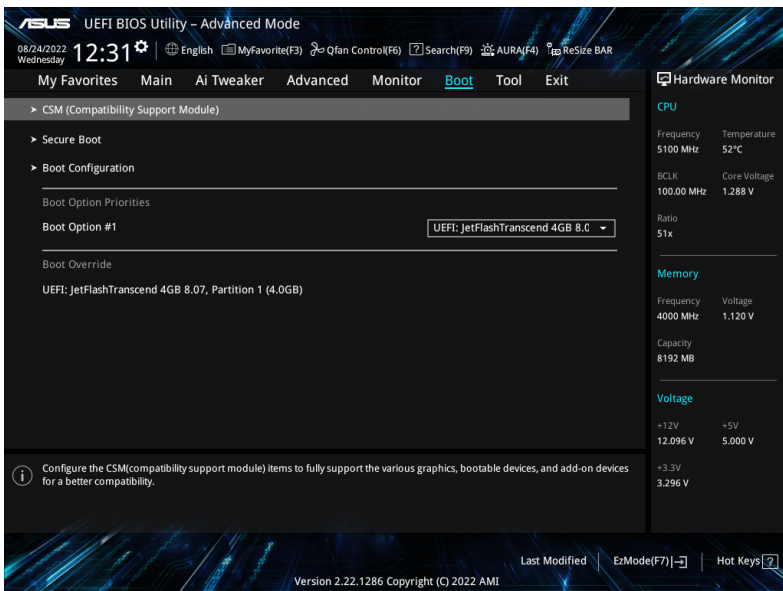 ASUS UEFI BIOS Utility – Advanced Mode
08/24/2022 Wednesday 12:31 English MyFavorite(F3) Qfan Control(F6) ? Search(F9) AURA(F4) ReSize BAR
My Favorites Main Ai Tweaker Advanced Monitor Boot Tool Exit
> CSM (Compatibility Support Module)
> Secure Boot
> Boot Configuration
Boot Option Priorities
Boot Option #1 UEFI: JetFlashTranscend 4GB 8.0
Boot Override
UEFI: JetFlashTranscend 4GB 8.07, Partition 1 (4.0GB)
Hardware Monitor
CPU
Frequency Temperature
5100 MHz 52°C
BCLK Core Voltage
100.00 MHz 1.288 V
Ratio
51x
Memory
Frequency Voltage
4000 MHz 1.120 V
Capacity
8192 MB
Voltage
+12V +5V
12.096 V 5.000 V
+3.3V
3.296 V
i Configure the CSM(compatibility support module) items to fully support the various graphics, bootable devices, and add-on devices
for a better compatibility.
Last Modified EzMode(F7) Hot Keys ?
Version 2.22.1286 Copyright (C) 2022 AMI